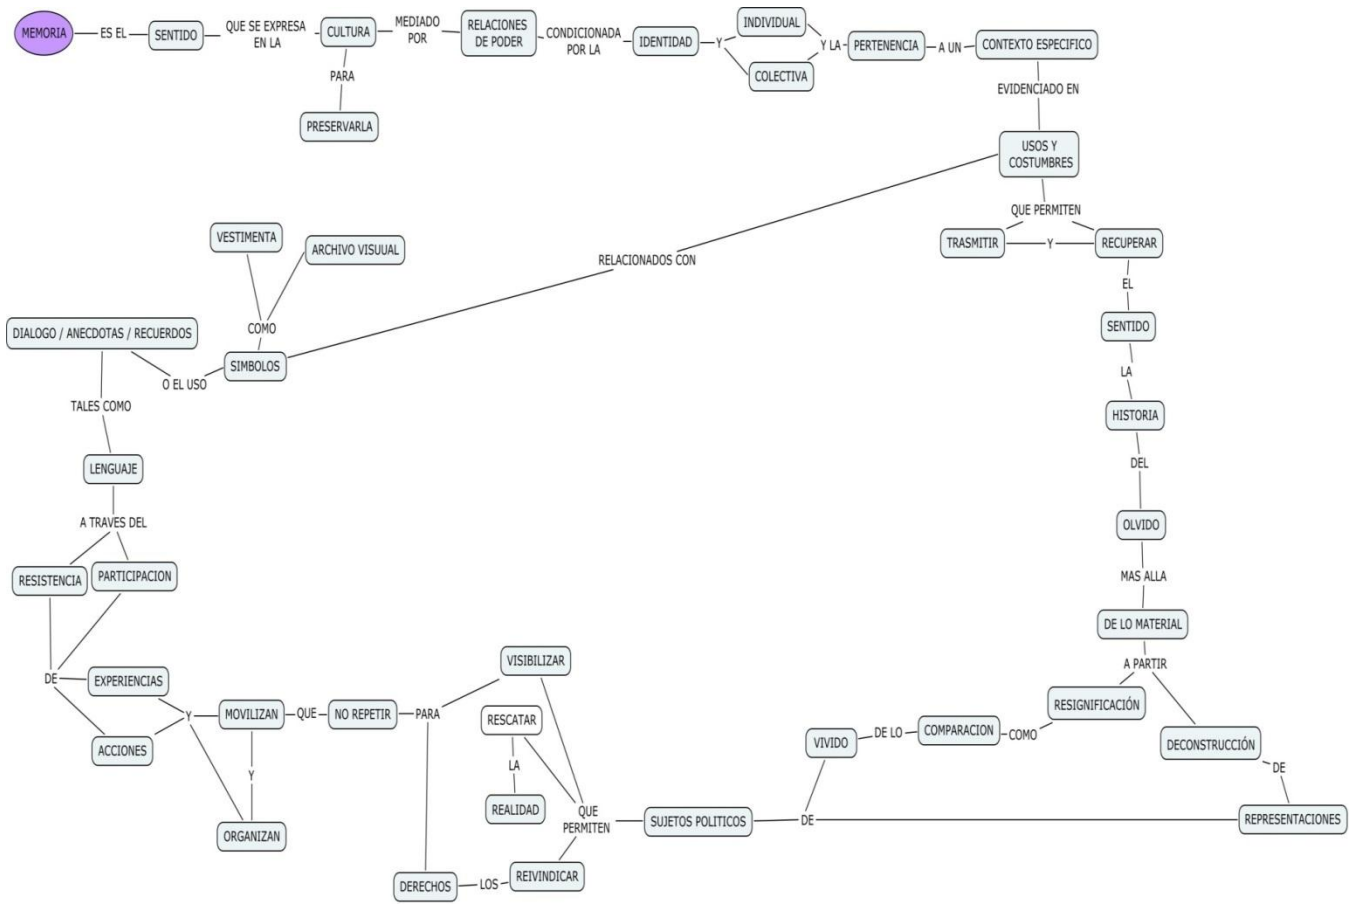 MEMORIA
ES EL
SENTIDO
QUE SE EXPRESA
EN LA
CULTURA
MEDIADO
POR
RELACIONES
DE PODER
CONDICIONADA
POR LA
IDENTIDAD
Y
INDIVIDUAL
COLECTIVA
Y LA
PERTENENCIA
A UN
CONTEXTO ESPECIFICO
PARA
PRESERVARLA
EVIDENCIADO EN
USOS Y
COSTUMBRES
QUE PERMITEN
TRASMITIR
Y
RECUPERAR
RELACIONADOS CON
VESTIMENTA
ARCHIVO VISUUAL
COMO
SIMBOLOS
DIALOGO / ANECDOTAS / RECUERDOS
O EL USO
TALES COMO
LENGUAJE
A TRAVES DEL
RESISTENCIA
PARTICIPACION
DE
EXPERIENCIAS
ACCIONES
Y
MOVILIZAN
Y
ORGANIZAN
QUE
NO REPETIR
PARA
VISIBILIZAR
RESCATAR
LA
REALIDAD
DERECHOS
LOS
REIVINDICAR
QUE
PERMITEN
SUJETOS POLITICOS
DE
VIVIDO
DE LO
COMPARACION
COMO
RESIGNIFICACIÓN
EL
SENTIDO
LA
HISTORIA
DEL
OLVIDO
MAS ALLA
DE LO MATERIAL
A PARTIR
DECONSTRUCCIÓN
DE
REPRESENTACIONES